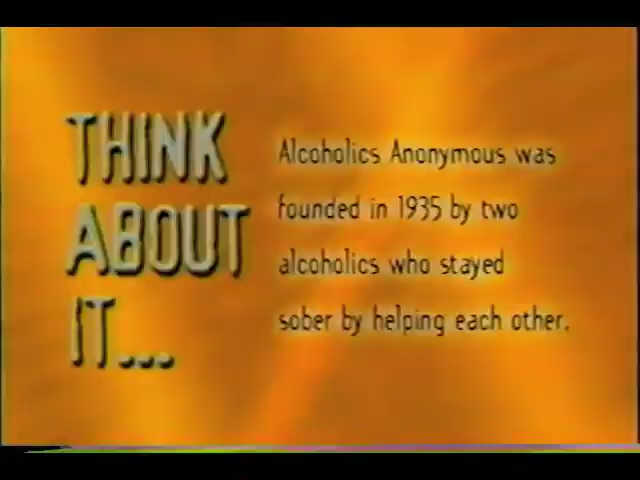 THINK
ABOUT
IT...
Alcoholics Anonymous was
founded in 1935 by two
alcoholics who stayed
sober by helping each other.